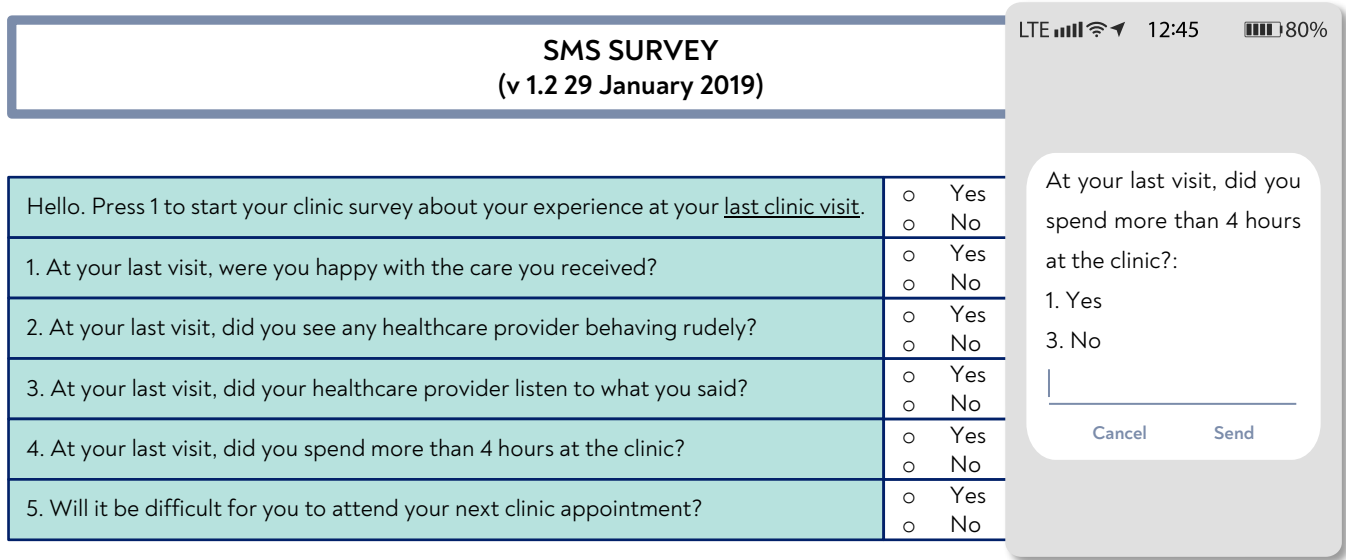 SMS SURVEY
(v 1.2 29 January 2019)
Hello. Press 1 to start your clinic survey about your experience at your last clinic visit.
o Yes
o No
1. At your last visit, were you happy with the care you received?
o Yes
o No
2. At your last visit, did you see any healthcare provider behaving rudely?
o Yes
o No
3. At your last visit, did your healthcare provider listen to what you said?
o Yes
o No
4. At your last visit, did you spend more than 4 hours at the clinic?
o Yes
o No
5. Will it be difficult for you to attend your next clinic appointment?
o Yes
o No
LTE 12:45 80%
At your last visit, did you
spend more than 4 hours
at the clinic?:
1. Yes
3. No
Cancel Send